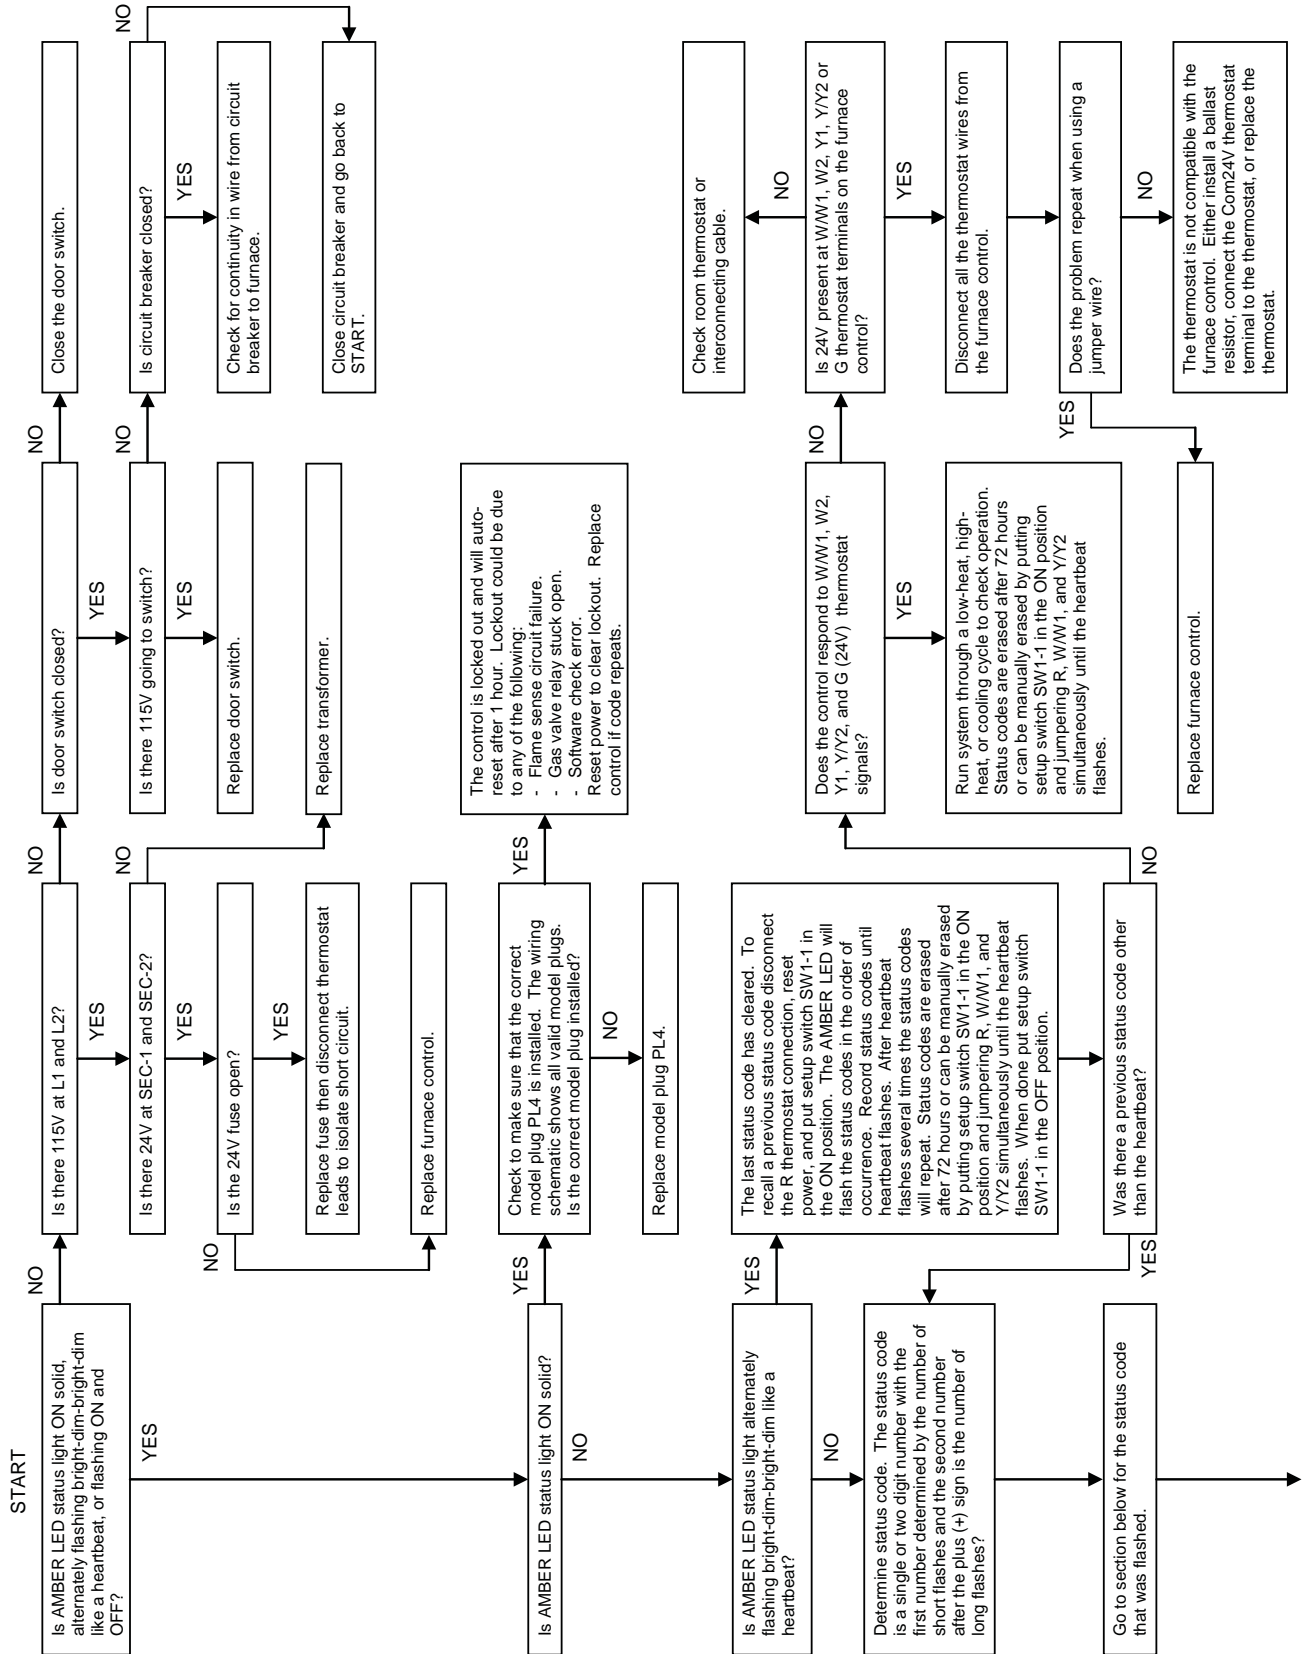 START
Is AMBER LED status light ON solid,
alternately flashing bright-dim-bright-dim
like a heartbeat, or flashing ON and
OFF?
NO
YES
Is there 115V at L1 and L2?
NO
YES
Is door switch closed?
NO
YES
Close the door switch.
Is there 24V at SEC-1 and SEC-2?
NO
YES
Is there 115V going to switch?
NO
YES
Is circuit breaker closed?
NO
YES
Is the 24V fuse open?
NO
YES
Replace door switch.
Check for continuity in wire from circuit
breaker to furnace.
Replace fuse then disconnect thermostat
leads to isolate short circuit.
Replace transformer.
Close circuit breaker and go back to
START.
Replace furnace control.
Is AMBER LED status light ON solid?
YES
NO
Check to make sure that the correct
model plug PL4 is installed. The wiring
schematic shows all valid model plugs.
Is the correct model plug installed?
YES
NO
The control is locked out and will auto-
reset after 1 hour. Lockout could be due
to any of the following:
- Flame sense circuit failure.
- Gas valve relay stuck open.
- Software check error.
Reset power to clear lockout. Replace
control if code repeats.
Replace model plug PL4.
Is AMBER LED status light alternately
flashing bright-dim-bright-dim like a
heartbeat?
YES
NO
The last status code has cleared. To
recall a previous status code disconnect
the R thermostat connection, reset
power, and put setup switch SW1-1 in
the ON position. The AMBER LED will
flash the status codes in the order of
occurrence. Record status codes until
heartbeat flashes. After heartbeat
flashes several times the status codes
will repeat. Status codes are erased
after 72 hours or can be manually erased
by putting setup switch SW1-1 in the ON
position and jumpering R, W/W1, and
Y/Y2 simultaneously until the heartbeat
flashes. When done put setup switch
SW1-1 in the OFF position.
Was there a previous status code other
than the heartbeat?
YES
NO
Determine status code. The status code
is a single or two digit number with the
first number determined by the number of
short flashes and the second number
after the plus (+) sign is the number of
long flashes?
Go to section below for the status code
that was flashed.
Does the control respond to W/W1, W2,
Y1, Y/Y2, and G (24V) thermostat
signals?
NO
YES
Run system through a low-heat, high-
heat, or cooling cycle to check operation.
Status codes are erased after 72 hours
or can be manually erased by putting
setup switch SW1-1 in the ON position
and jumpering R, W/W1, and Y/Y2
simultaneously until the heartbeat
flashes.
Check room thermostat or
interconnecting cable.
NO
Is 24V present at W/W1, W2, Y1, Y/Y2 or
G thermostat terminals on the furnace
control?
YES
Disconnect all the thermostat wires from
the furnace control.
Does the problem repeat when using a
jumper wire?
YES
NO
Replace furnace control.
The thermostat is not compatible with the
furnace control. Either install a ballast
resistor, connect the Com24V thermostat
terminal to the thermostat, or replace the
thermostat.